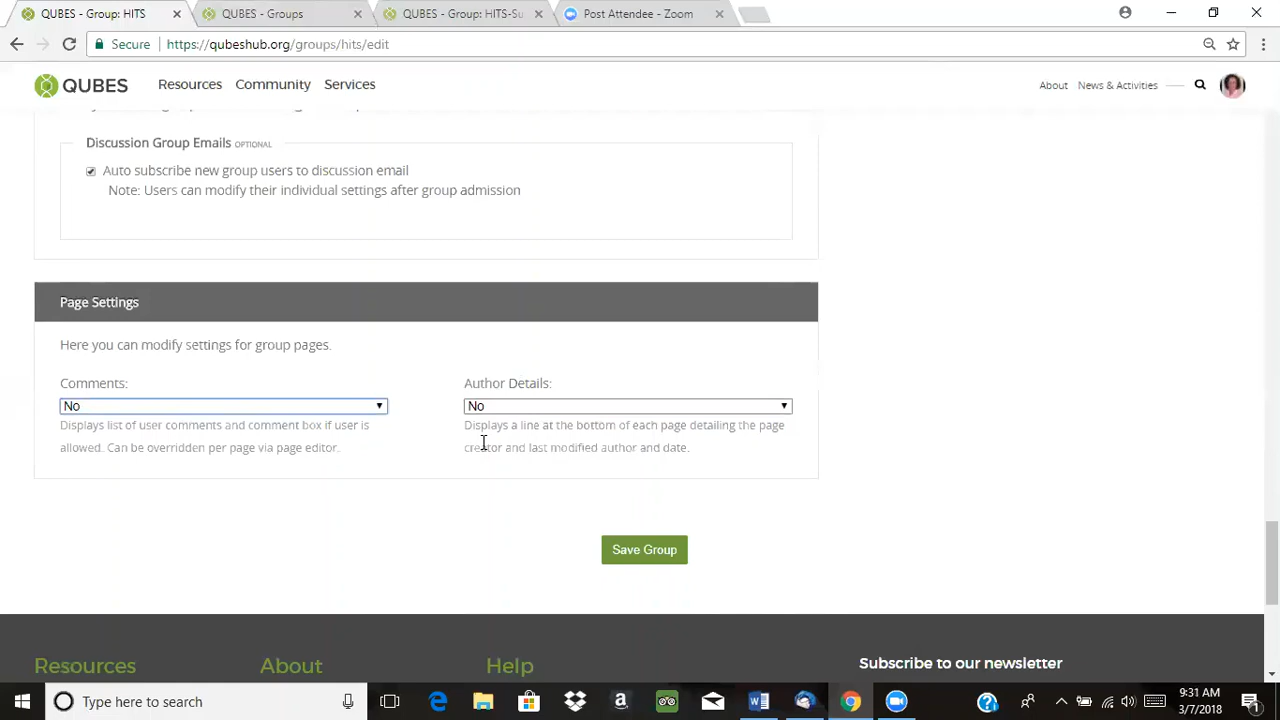 QUBES - Group: HITS
QUBES - Groups
QUBES - Group: HITS-Su
Post Attendee - Zoom
Secure
https://qubeshub.org/groups/hits/edit
QUBES
Resources
Community
Services
About
News & Activities
Discussion Group Emails OPTIONAL
Auto subscribe new group users to discussion email
Note: Users can modify their individual settings after group admission
Page Settings
Here you can modify settings for group pages.
Comments:
No
Displays list of user comments and comment box if user is
allowed. Can be overridden per page via page editor.
Author Details:
No
Displays a line at the bottom of each page detailing the page
creator and last modified author and date.
Save Group
Resources
About
Help
Subscribe to our newsletter
Type here to search
9:31 AM
3/7/2018